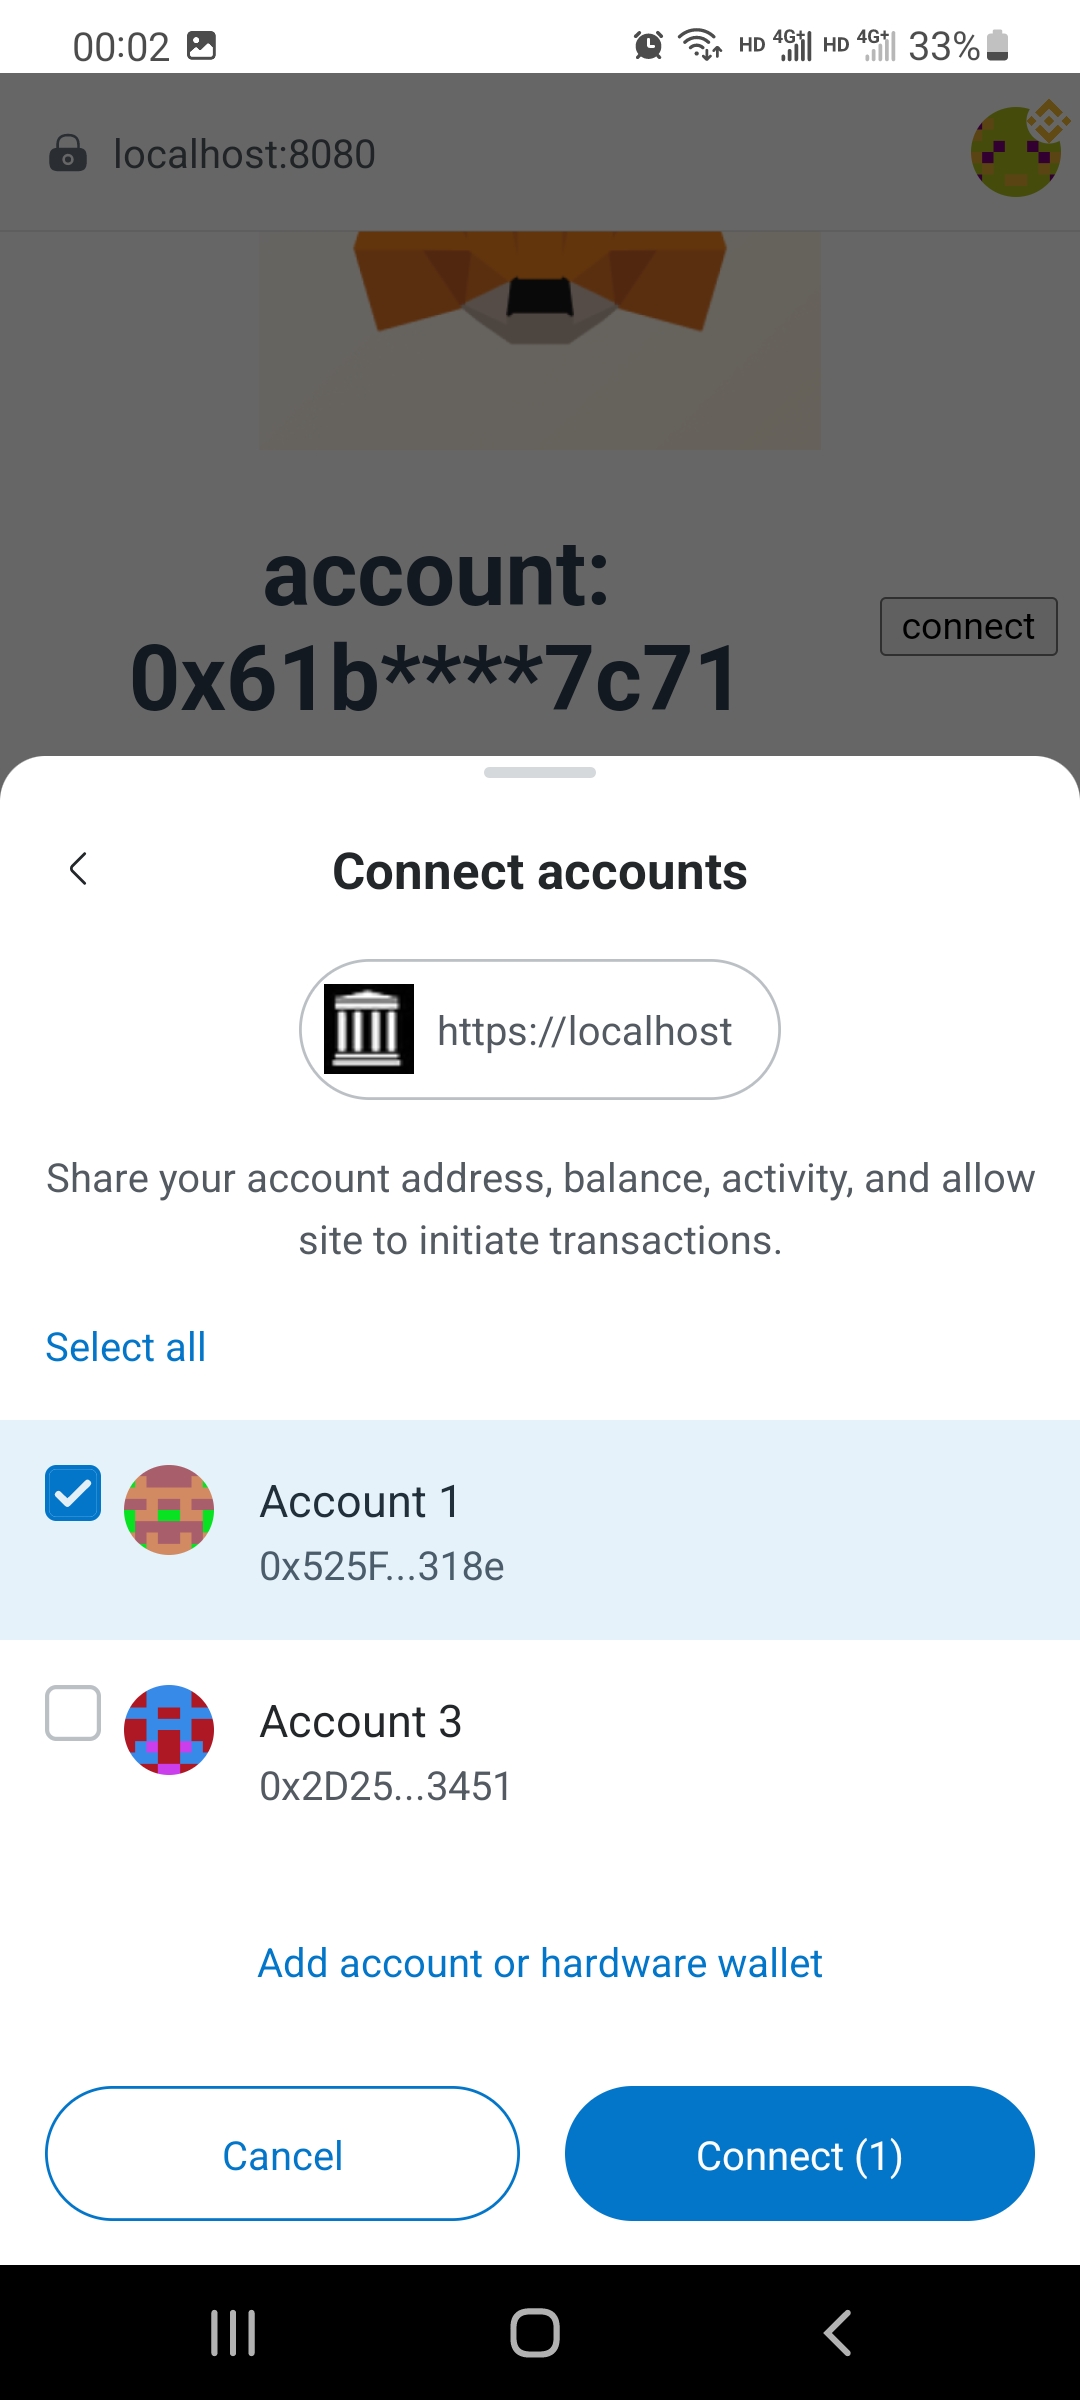 00:02
HD 4G+ HD 4G+ 33%
localhost:8080
account:
0x61b****7c71
connect
Connect accounts
https://localhost
Share your account address, balance, activity, and allow
site to initiate transactions.
Select all
Account 1
0x525F...318e
Account 3
0x2D25...3451
Add account or hardware wallet
Cancel
Connect (1)